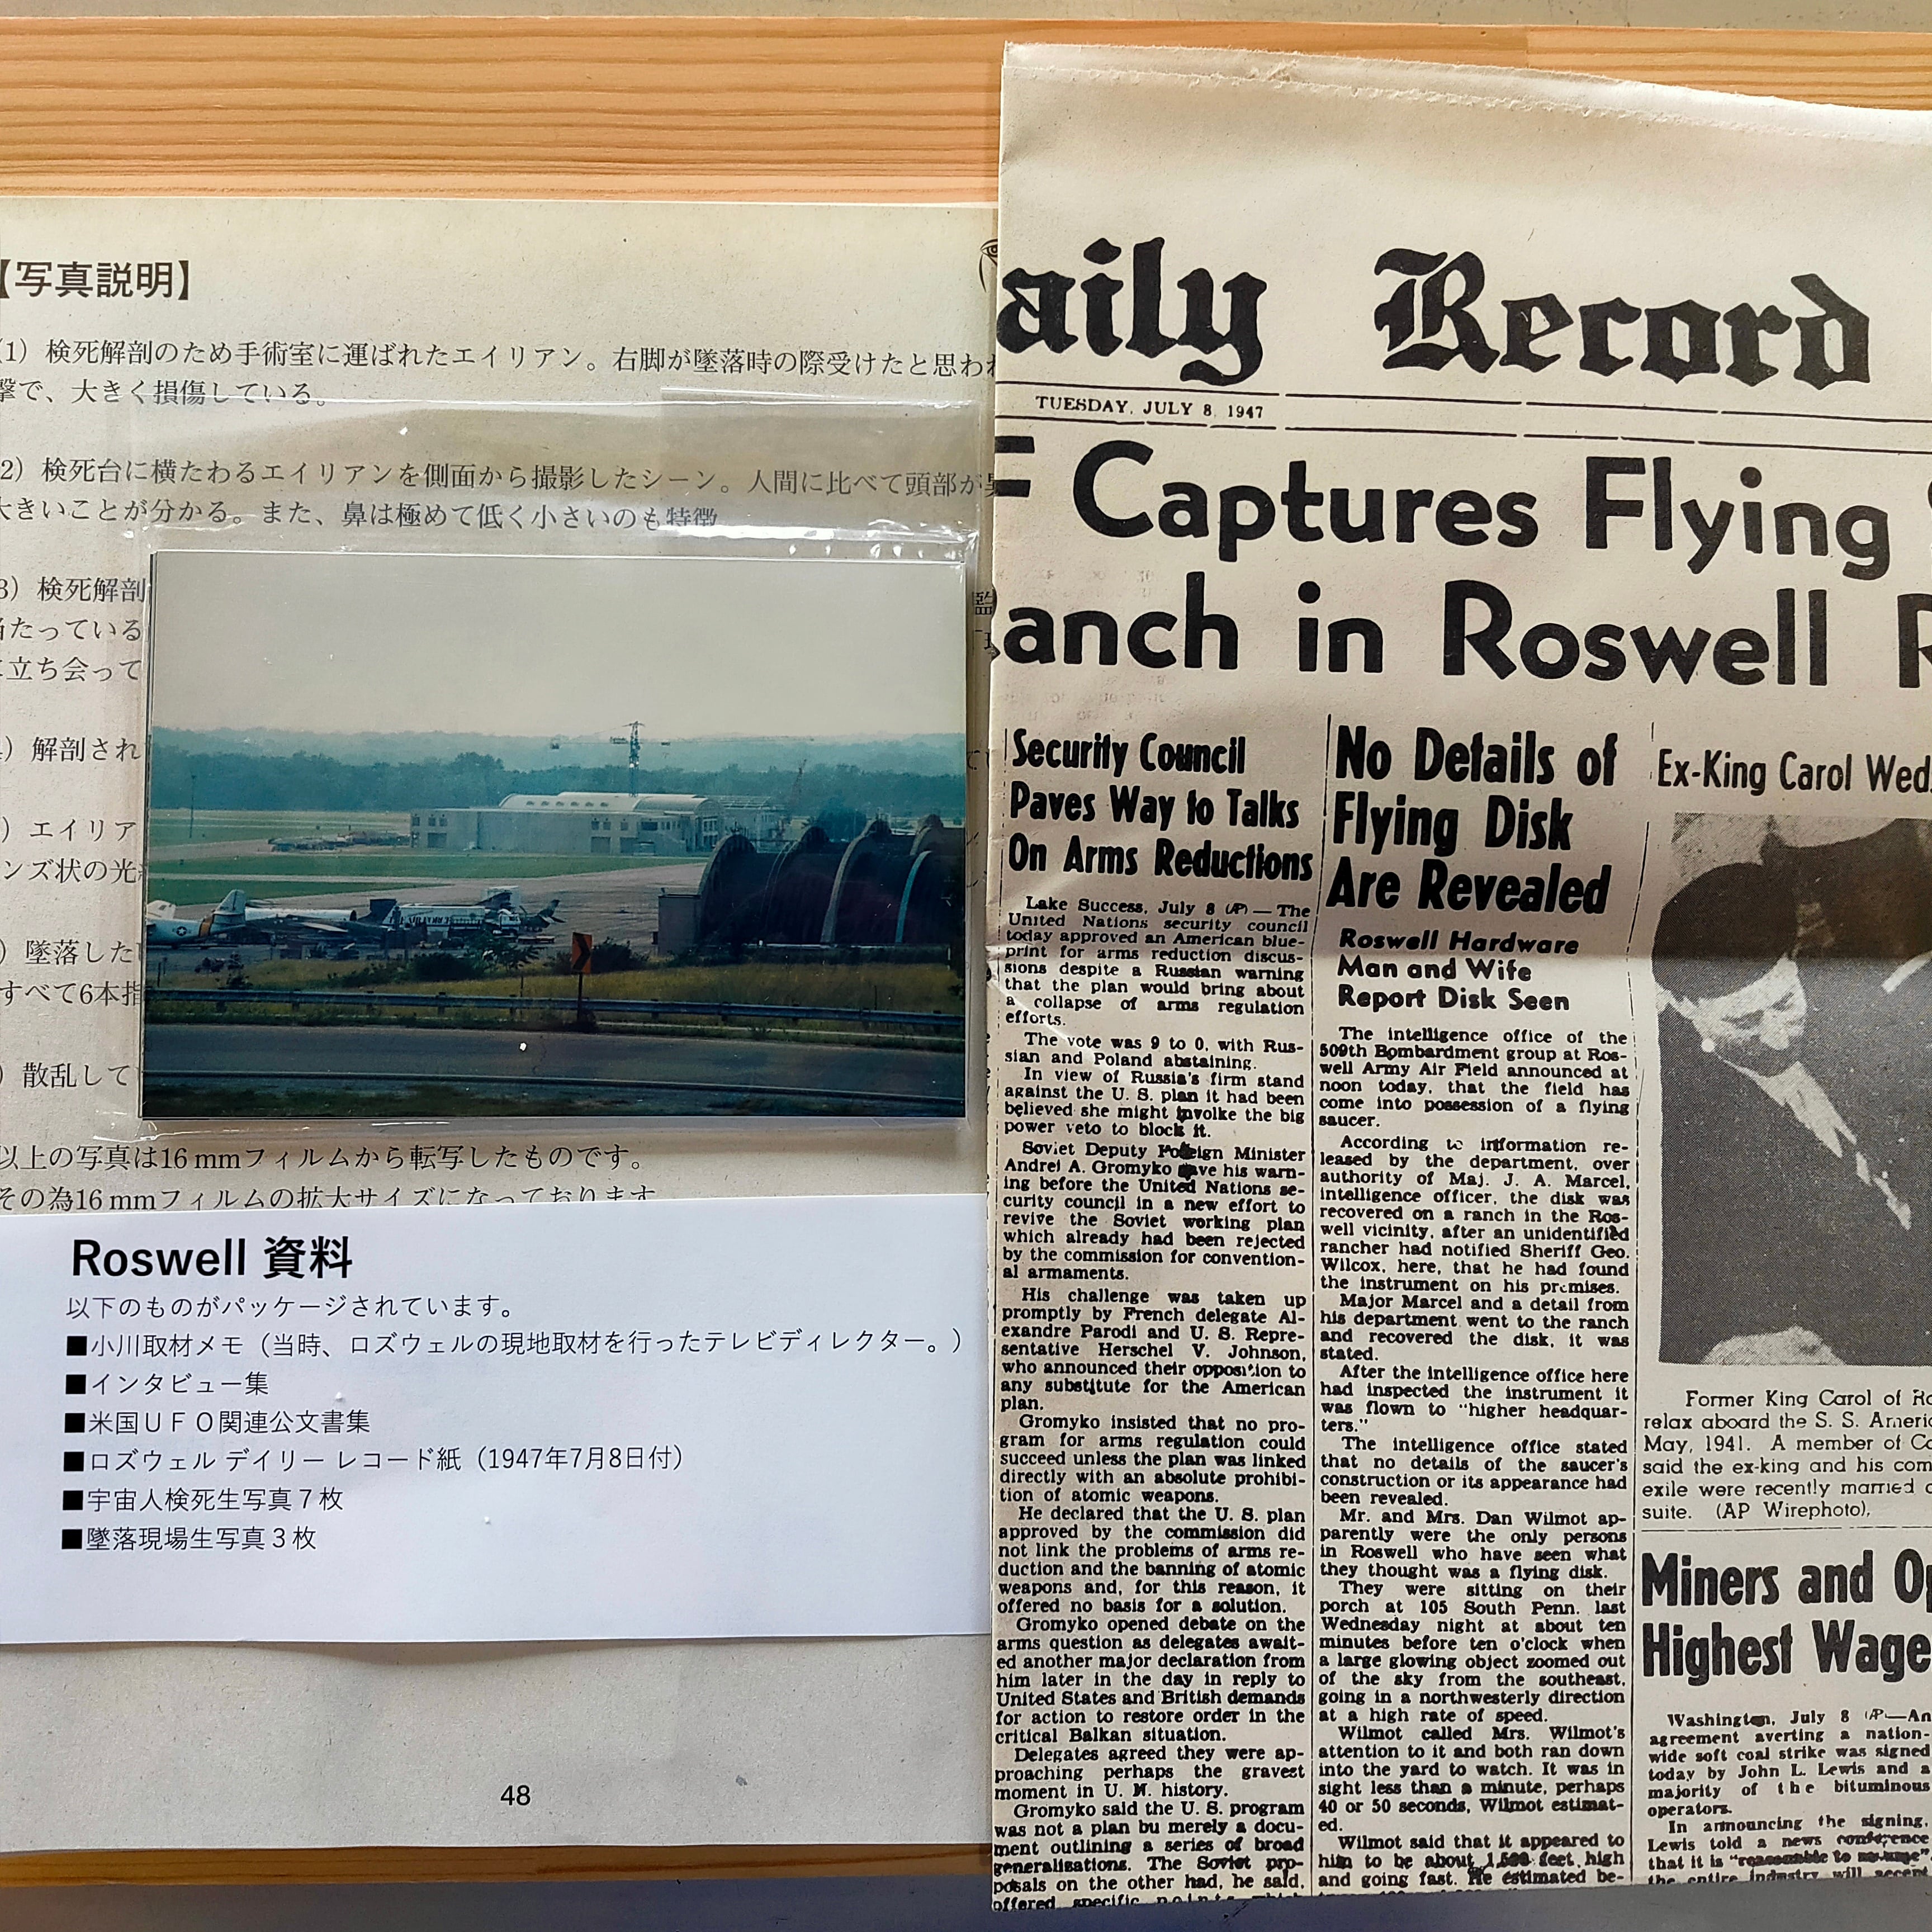 【写真説明】
(1) 検死解剖のため手術室に運ばれたエイリアン。右脚が墜落時の際受けたと思われ
撃で、大きく損傷している。
2) 検死台に横たわるエイリアンを側面から撮影したシーン。人間に比べて頭部が異
大きいことが分かる。また、鼻は極めて低く小さいのも特徴
3) 検死解剖
当たっている
立ち会って
) 解剖され
) エイリア
ンズ状の光
) 墜落した
すべて6本指
) 散乱して
以上の写真は16mmフィルムから転写したものです。
その為16mmフィルムの拡大サイズになっております
Roswell 資料
以下のものがパッケージされています。
■小川取材メモ（当時、ロズウェルの現地取材を行ったテレビディレクター。）
■インタビュー集
■米国ＵＦＯ関連公文書集
■ロズウェル デイリー レコード紙（1947年7月8日付）
■宇宙人検死生写真７枚
■墜落現場生写真３枚
48
aily Record
TUESDAY, JULY 8, 1947
F Captures Flying
anch in Roswell R
Security Council
Paves Way to Talks
On Arms Reductions
Lake Success, July 8 (AP) — The
United Nations security council
today approved an American blue-
print for arms reduction discus-
sions despite a Russian warning
that the plan would bring about
a collapse of arms regulation
efforts.
The vote was 9 to 0, with Rus-
sian and Poland abstaining.
In view of Russia's firm stand
against the U. S. plan it had been
believed she might involke the big
power veto to block it.
Soviet Deputy Foreign Minister
Andrei A. Gromyko gave his warn-
ing before the United Nations se-
curity council in a new effort to
revive the Soviet working plan
which already had been rejected
by the commission for convention-
al armaments.
His challenge was taken up
promptly by French delegate Al-
exandre Parodi and U. S. Repre-
sentative Herschel V. Johnson,
who announced their opposition to
any substitute for the American
plan.
Gromyko insisted that no pro-
gram for arms regulation could
succeed unless the plan was linked
directly with an absolute prohibi-
tion of atomic weapons.
He declared that the U. S. plan
approved by the commission did
not link the problems of arms re-
duction and the banning of atomic
weapons and, for this reason, it
offered no basis for a solution.
Gromyko opened debate on the
arms question as delegates await-
ed another major declaration from
him later in the day in reply to
United States and British demands
for action to restore order in the
critical Balkan situation.
Delegates agreed they were ap-
proaching perhaps the gravest
moment in U. N. history.
Gromyko said the U. S. program
was not a plan bu merely a docu-
ment outlining a series of broad
generalisations. The Soviet pro-
posals on the other had, he said,
offered specific points which
No Details of
Flying Disk
Are Revealed
Roswell Hardware
Man and Wife
Report Disk Seen
The intelligence office of the
509th Bombardment group at Ros-
well Army Air Field announced at
noon today, that the field has
come into possession of a flying
saucer.
According to information re-
leased by the department, over
authority of Maj. J. A. Marcel,
intelligence officer, the disk was
recovered on a ranch in the Ros-
well vicinity, after an unidentified
rancher had notified Sheriff Geo.
Wilcox, here, that he had found
the instrument on his premises.
Major Marcel and a detail from
his department went to the ranch
and recovered the disk, it was
stated.
After the intelligence office here
had inspected the instrument it
was flown to "higher headquar-
ters."
The intelligence office stated
that no details of the saucer's
construction or its appearance had
been revealed.
Mr. and Mrs. Dan Wilmot ap-
parently were the only persons
in Roswell who have seen what
they thought was a flying disk.
They were sitting on their
porch at 105 South Penn. last
Wednesday night at about ten
minutes before ten o'clock when
a large glowing object zoomed out
of the sky from the southeast,
going in a northwesterly direction
at a high rate of speed.
Wilmot called Mrs. Wilmot's
attention to it and both ran down
into the yard to watch. It was in
sight less than a minute, perhaps
40 or 50 seconds, Wilmot estimat-
ed.
Wilmot said that it appeared to
him to be about 1,500 feet high
and going fast. He estimated be-
Ex-King Carol Wed
Former King Carol of Ro
relax aboard the S. S. Americ
May, 1941. A member of Ca
said the ex-king and his com
exile were recently married
suite. (AP Wirephoto),
Miners and Op
Highest Wage
Washington, July 8 (AP)—An
agreement averting a nation-
wide soft coal strike was signed
today by John L. Lewis and a
majority of the bituminous
operators.
In announcing the signing,
Lewis told a news conference
that it is "reasonable to assume"
the entire industry will accept